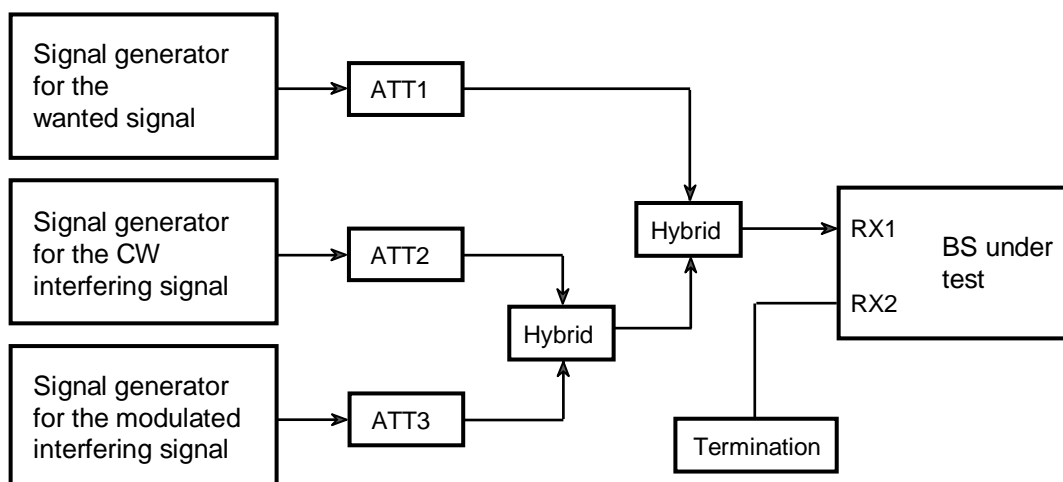 Signal generator
for the
wanted signal
ATT1
Signal generator
for the CW
interfering signal
ATT2
Hybrid
Hybrid
RX1
RX2
BS under
test
Signal generator
for the modulated
interfering signal
ATT3
Termination